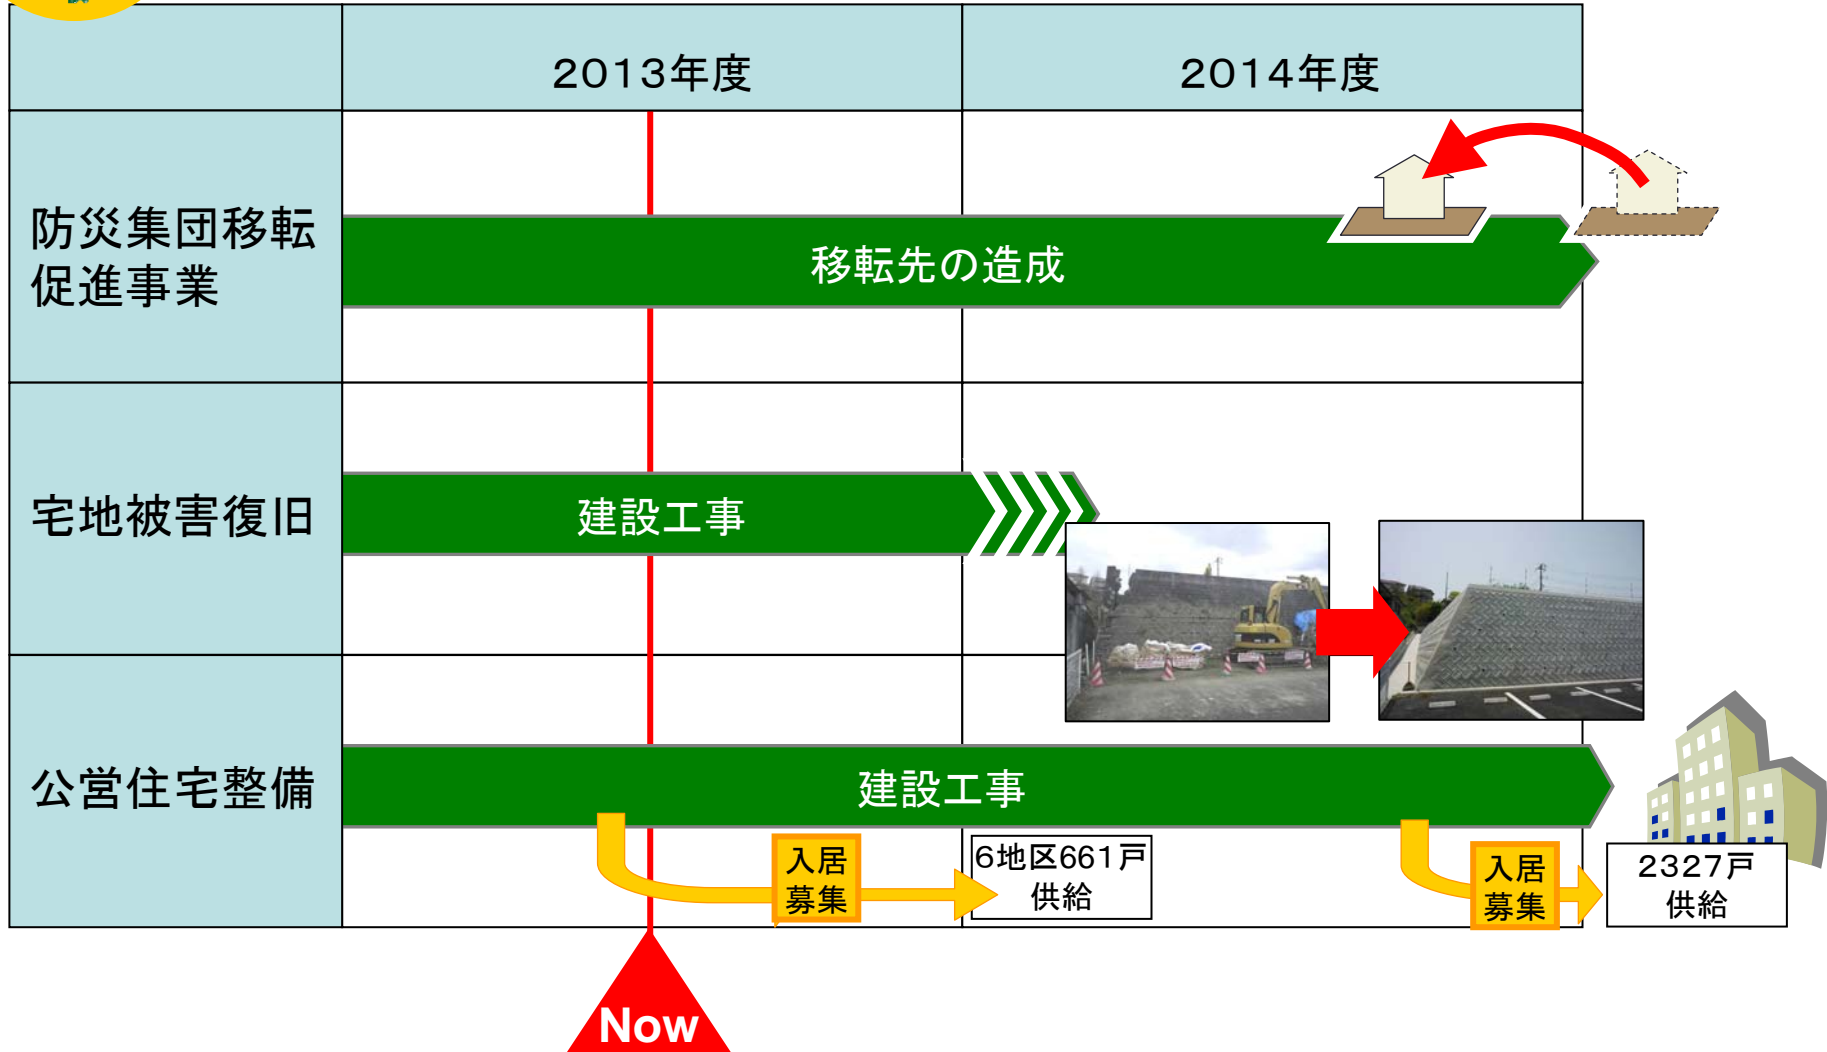 2013年度
2014年度
防災集団移転
促進事業
移転先の造成
宅地被害復旧
建設工事
公営住宅整備
建設工事
入居
募集
6地区661戸
供給
入居
募集
2327戸
供給
Now